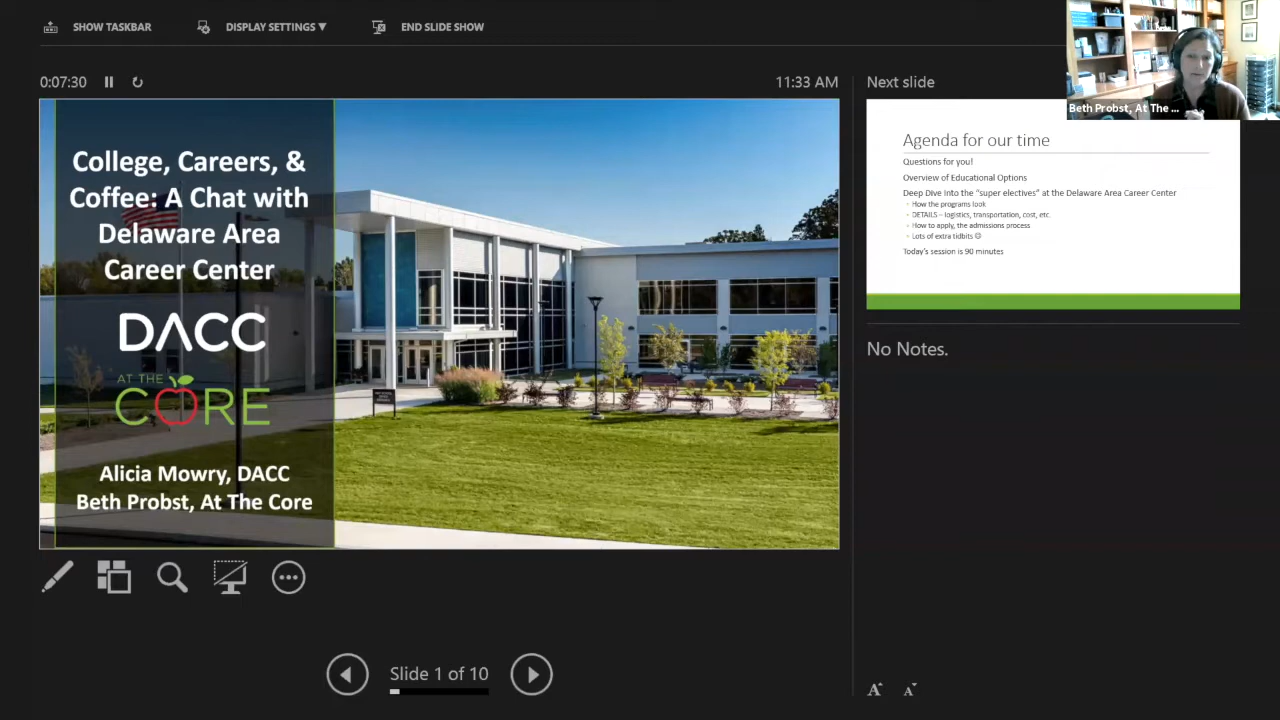 SHOW TASKBAR
DISPLAY SETTINGS ▼
END SLIDE SHOW
0:07:30
11:33 AM
College, Careers, &
Coffee: A Chat with
Delaware Area
Career Center
DACC
AT THE
CORE
Alicia Mowry, DACC
Beth Probst, At The Core
Slide 1 of 10
Next slide
Beth Probst, At The ...
Agenda for our time
Questions for you!
Overview of Educational Options
Deep Dive into the "super electives" at the Delaware Area Career Center
How the programs look
DETAILS – logistics, transportation, cost, etc.
How to apply, the admissions process
Lots of extra tidbits ☺
Today's session is 90 minutes
No Notes.
A A